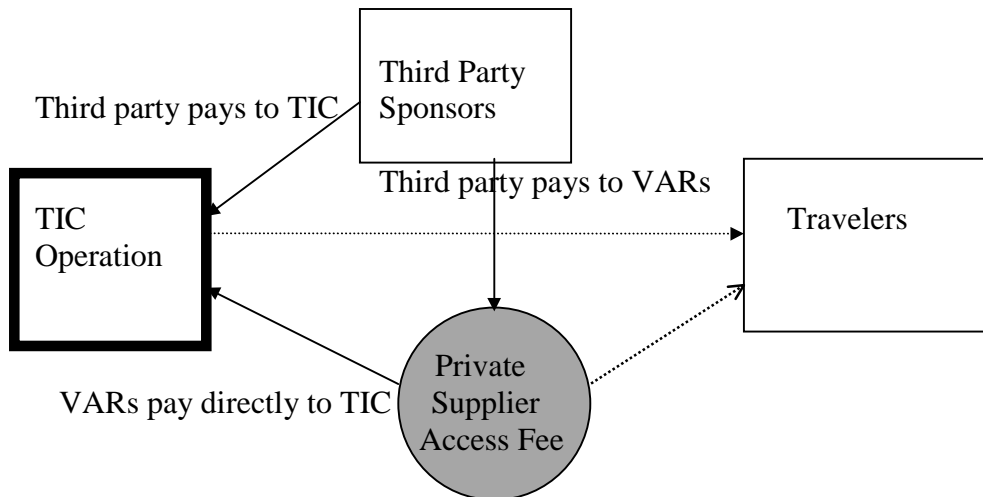 Third Party
Sponsors
Third party pays to TIC
Third party pays to VARs
TIC
Operation
Travelers
Private
Supplier
Access Fee
VARs pay directly to TIC